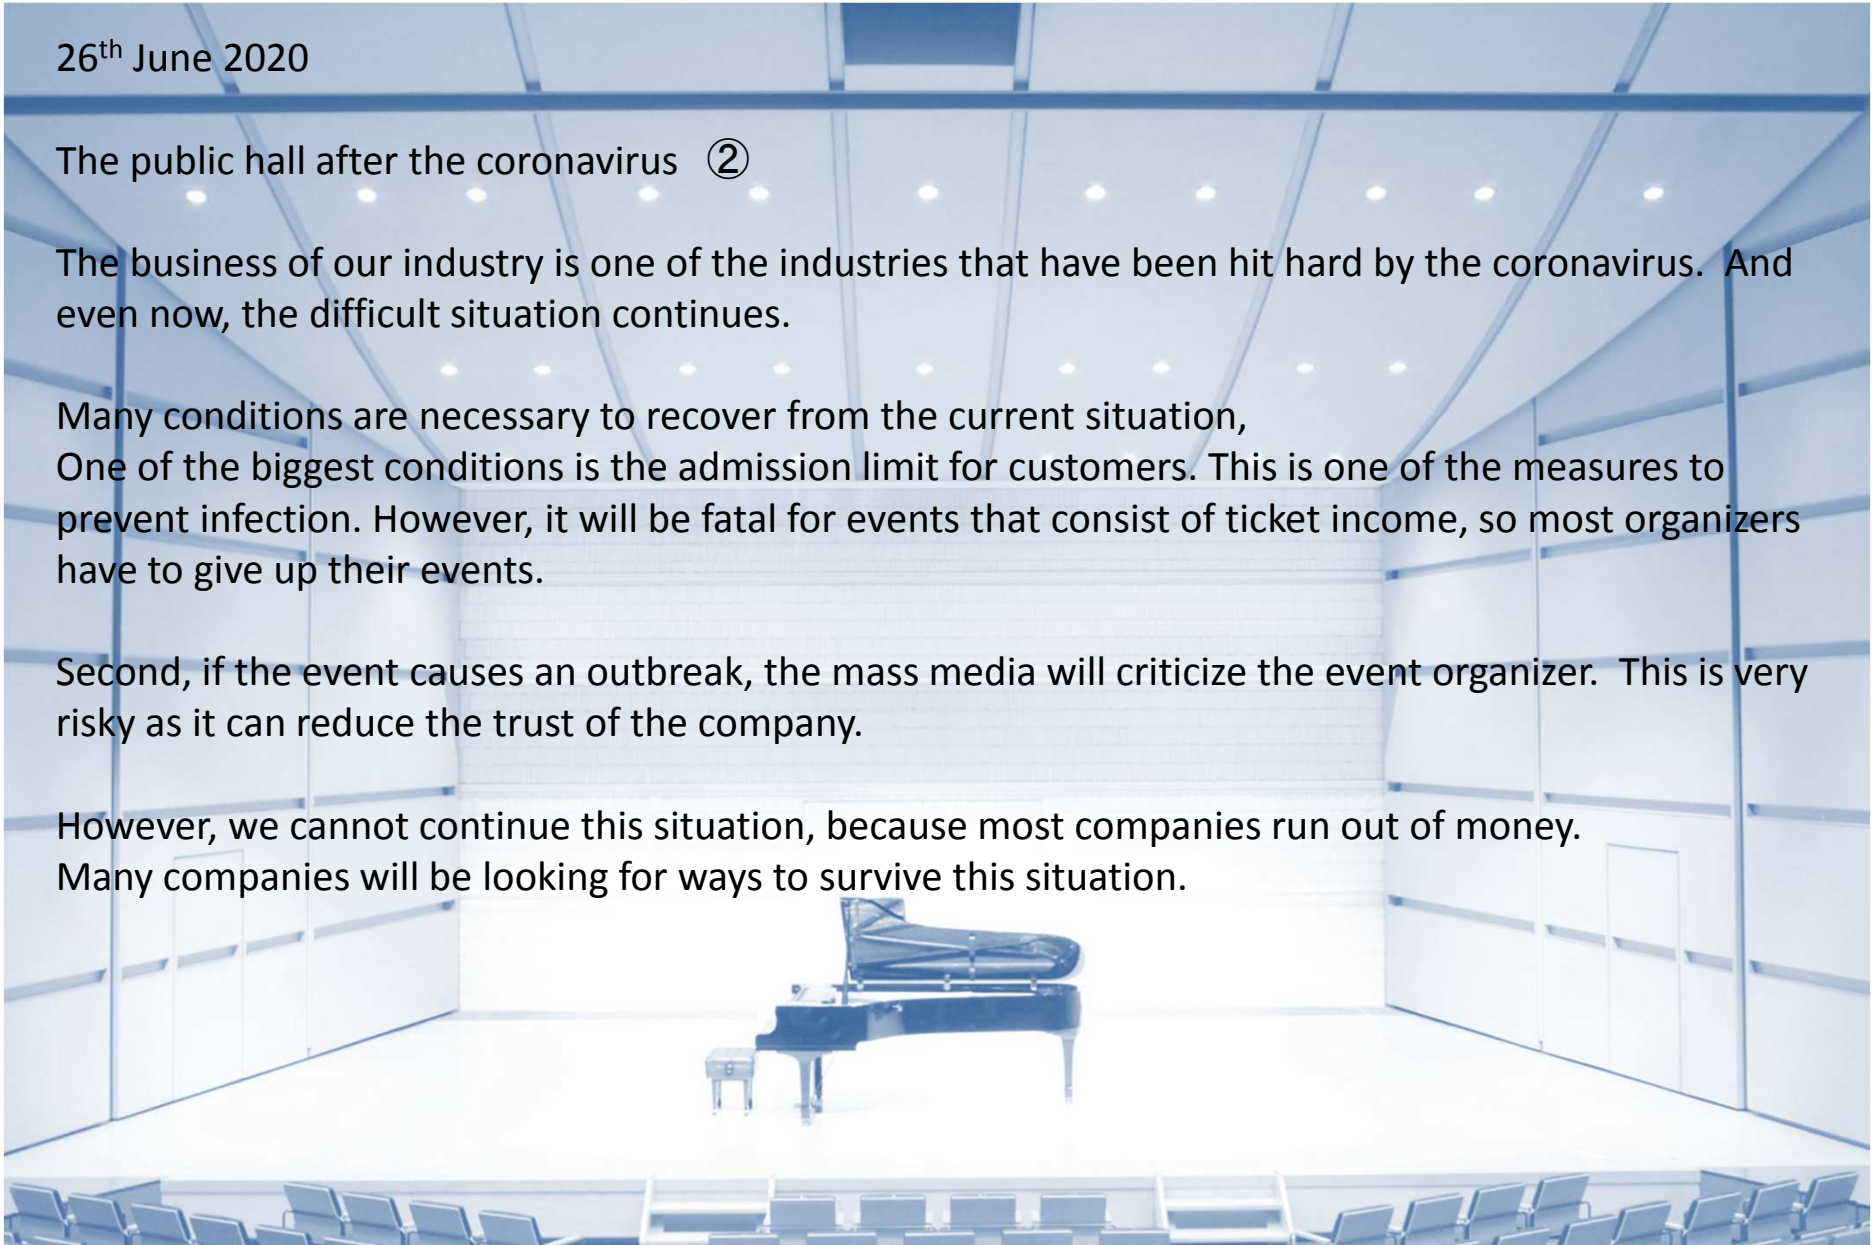 26th June 2020
The public hall after the coronavirus ②
The business of our industry is one of the industries that have been hit hard by the coronavirus.  And
even now, the difficult situation continues.
Many conditions are necessary to recover from the current situation,
One of the biggest conditions is the admission limit for customers. This is one of the measures to
prevent infection. However, it will be fatal for events that consist of ticket income, so most organizers
have to give up their events.
Second, if the event causes an outbreak, the mass media will criticize the event organizer.  This is very
risky as it can reduce the trust of the company.
However, we cannot continue this situation, because most companies run out of money.
Many companies will be looking for ways to survive this situation.